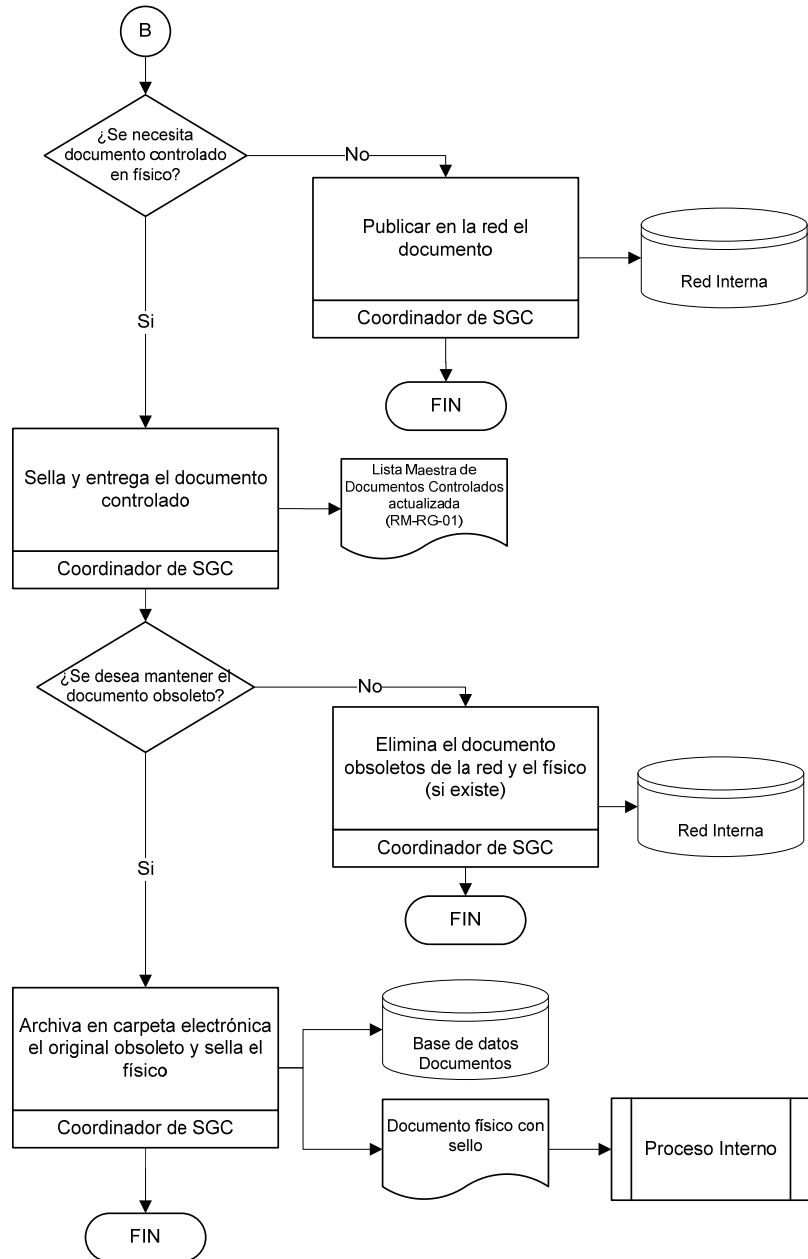 B
¿Se necesita
documento controlado
en físico?
No
Publicar en la red el
documento
Coordinador de SGC
Red Interna
FIN
Si
Sella y entrega el documento
controlado
Coordinador de SGC
Lista Maestra de
Documentos Controlados
actualizada
(RM-RG-01)
¿Se desea mantener el
documento obsoleto?
No
Elimina el documento
obsoletos de la red y el físico
(si existe)
Coordinador de SGC
Red Interna
FIN
Si
Archiva en carpeta electrónica
el original obsoleto y sella el
físico
Coordinador de SGC
Base de datos
Documentos
Documento físico con
sello
Proceso Interno
FIN